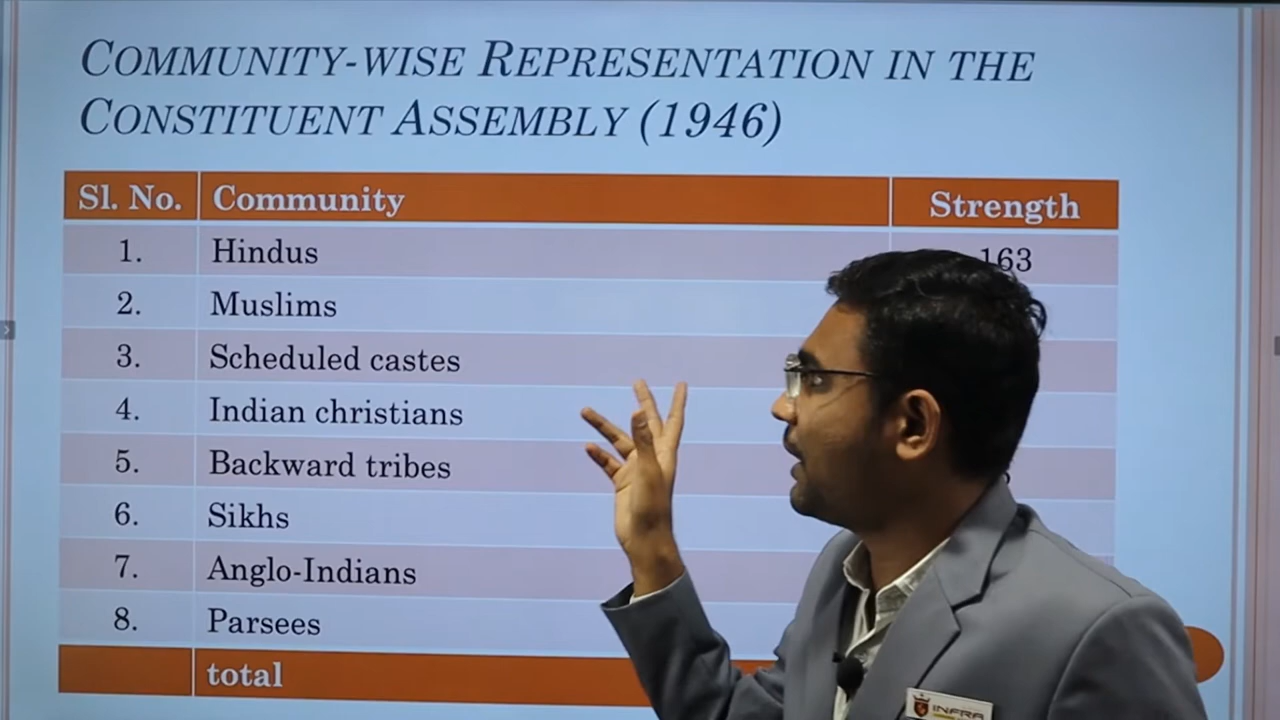 COMMUNITY-WISE REPRESENTATION IN THE
CONSTITUENT ASSEMBLY (1946)
Sl. No. Community Strength
1. Hindus 163
2. Muslims
3. Scheduled castes
4. Indian christians
5. Backward tribes
6. Sikhs
7. Anglo-Indians
8. Parsees
total
INFRA